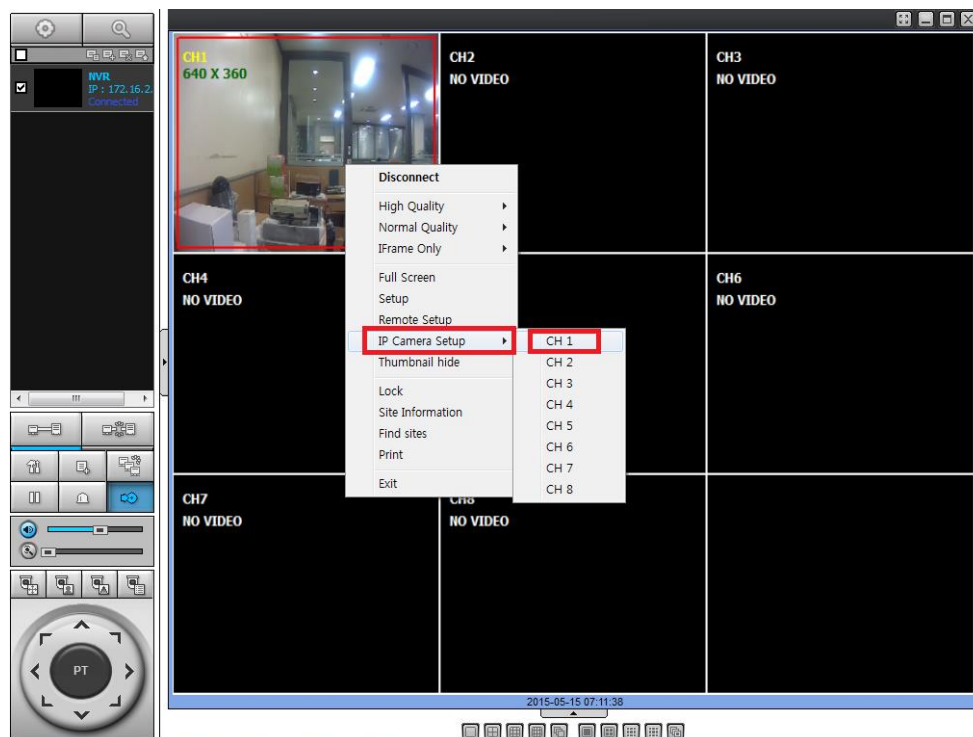 NVR
IP : 172.16.2.
Connected
CH1
640 X 360
CH2
NO VIDEO
CH3
NO VIDEO
Disconnect
High Quality
Normal Quality
IFrame Only
Full Screen
Setup
Remote Setup
IP Camera Setup
Thumbnail hide
Lock
Site Information
Find sites
Print
Exit
CH 1
CH 2
CH 3
CH 4
CH 5
CH 6
CH 7
CH 8
CH4
NO VIDEO
CH6
NO VIDEO
CH7
NO VIDEO
CH8
NO VIDEO
PT
2015-05-15 07:11:38